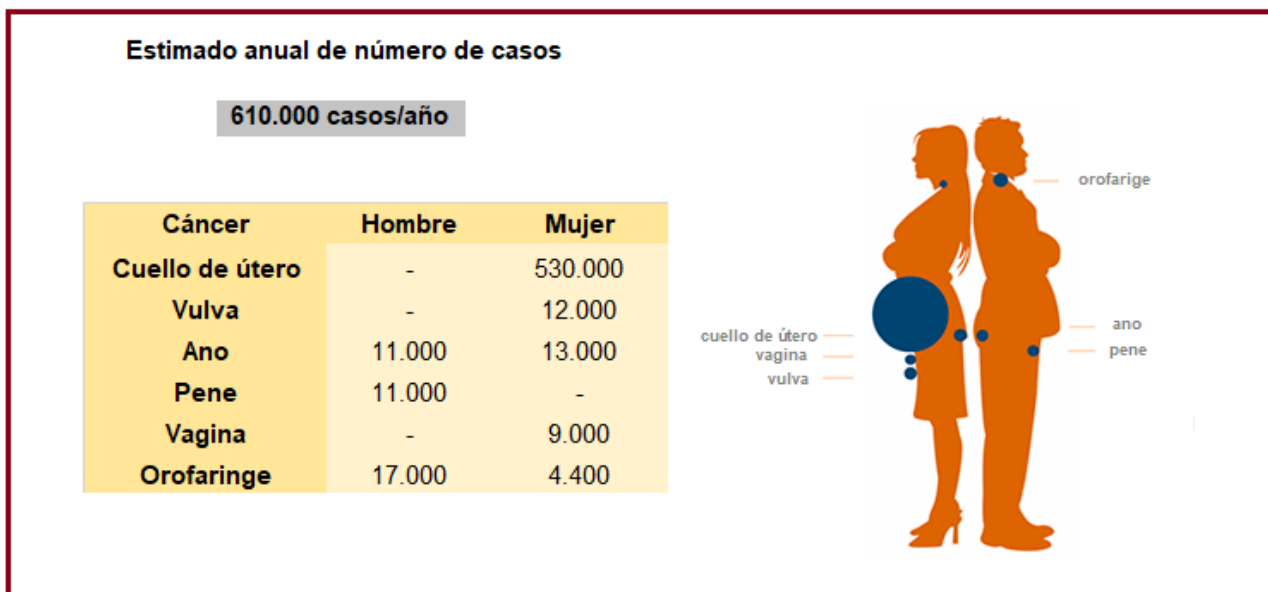 Estimado anual de número de casos
610.000 casos/año
Cáncer Hombre Mujer
Cuello de útero - 530.000
Vulva - 12.000
Ano 11.000 13.000
Pene 11.000 -
Vagina - 9.000
Orofaringe 17.000 4.400
orofarige
cuello de útero
vagina
vulva
ano
pene